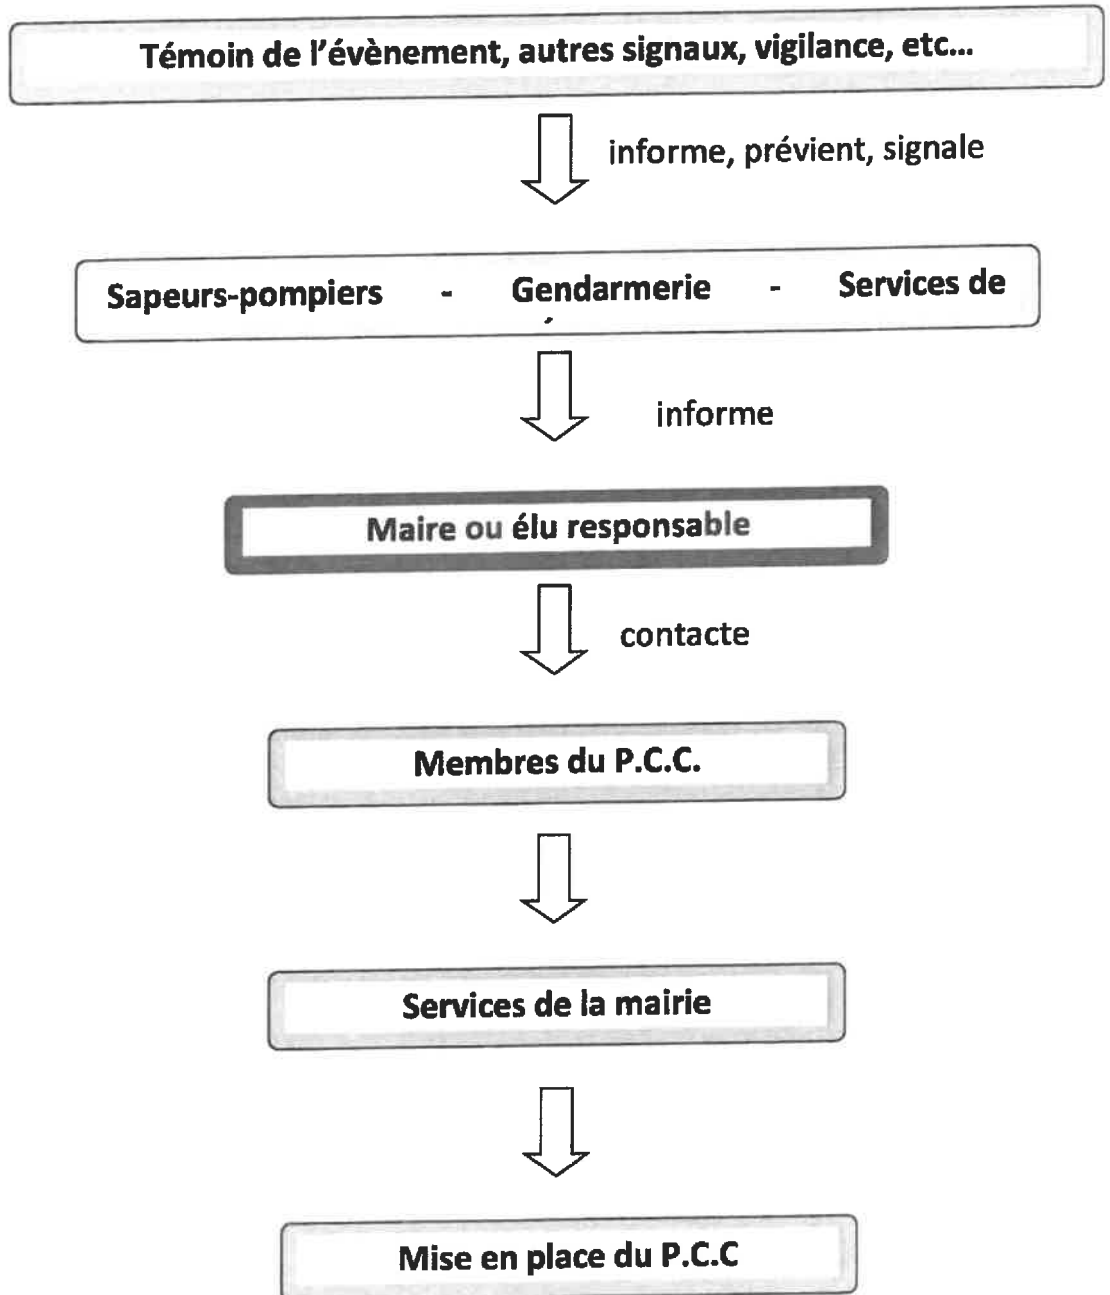 Témoin de l'évènement, autres signaux, vigilance, etc...
informe, prévient, signale
Sapeurs-pompiers - Gendarmerie - Services de
informe
Maire ou élu responsable
contacte
Membres du P.C.C.
Services de la mairie
Mise en place du P.C.C